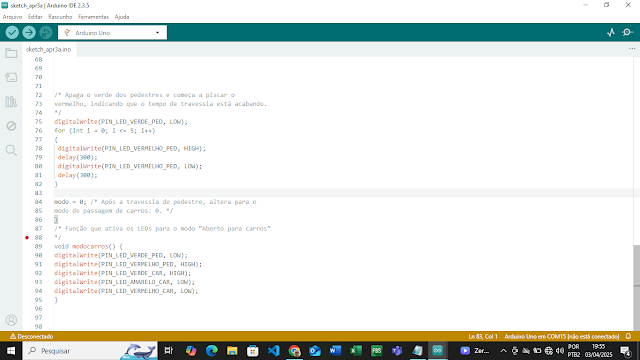 sketch_apr3a | Arduino IDE 2.3.5
Arquivo Editar Rascunho Ferramentas Ajuda
Arduino Uno
sketch_apr3a.ino
68
69
70
71
72 /* Apaga o verde dos pedestres e começa a piscar o
73 vermelho, indicando que o tempo de travessia está acabando.
74 */
75 digitalWrite(PIN_LED_VERDE_PED, LOW);
76 for (int i = 0; i <= 5; i++)
77 {
78 digitalWrite(PIN_LED_VERMELHO_PED, HIGH);
79 delay(300);
80 digitalWrite(PIN_LED_VERMELHO_PED, LOW);
81 delay(300);
82 }
83
84 modo = 0; /* Após a travessia de pedestre, altera para o
85 modo de passagem de carros: 0. */
86 }
87 /* Função que ativa os LEDs para o modo “Aberto para carros”
88 */
89 void modocarros() {
90 digitalWrite(PIN_LED_VERDE_PED, LOW);
91 digitalWrite(PIN_LED_VERMELHO_PED, HIGH);
92 digitalWrite(PIN_LED_VERDE_CAR, HIGH);
93 digitalWrite(PIN_LED_AMARELO_CAR, LOW);
94 digitalWrite(PIN_LED_VERMELHO_CAR, LOW);
95 }
96
97
98
Desconectado
Ln 83, Col 1 Arduino Uno em COM15 [não está conectado]
Pesquisar
Zer...
POR
PTB2
19:55
03/04/2025